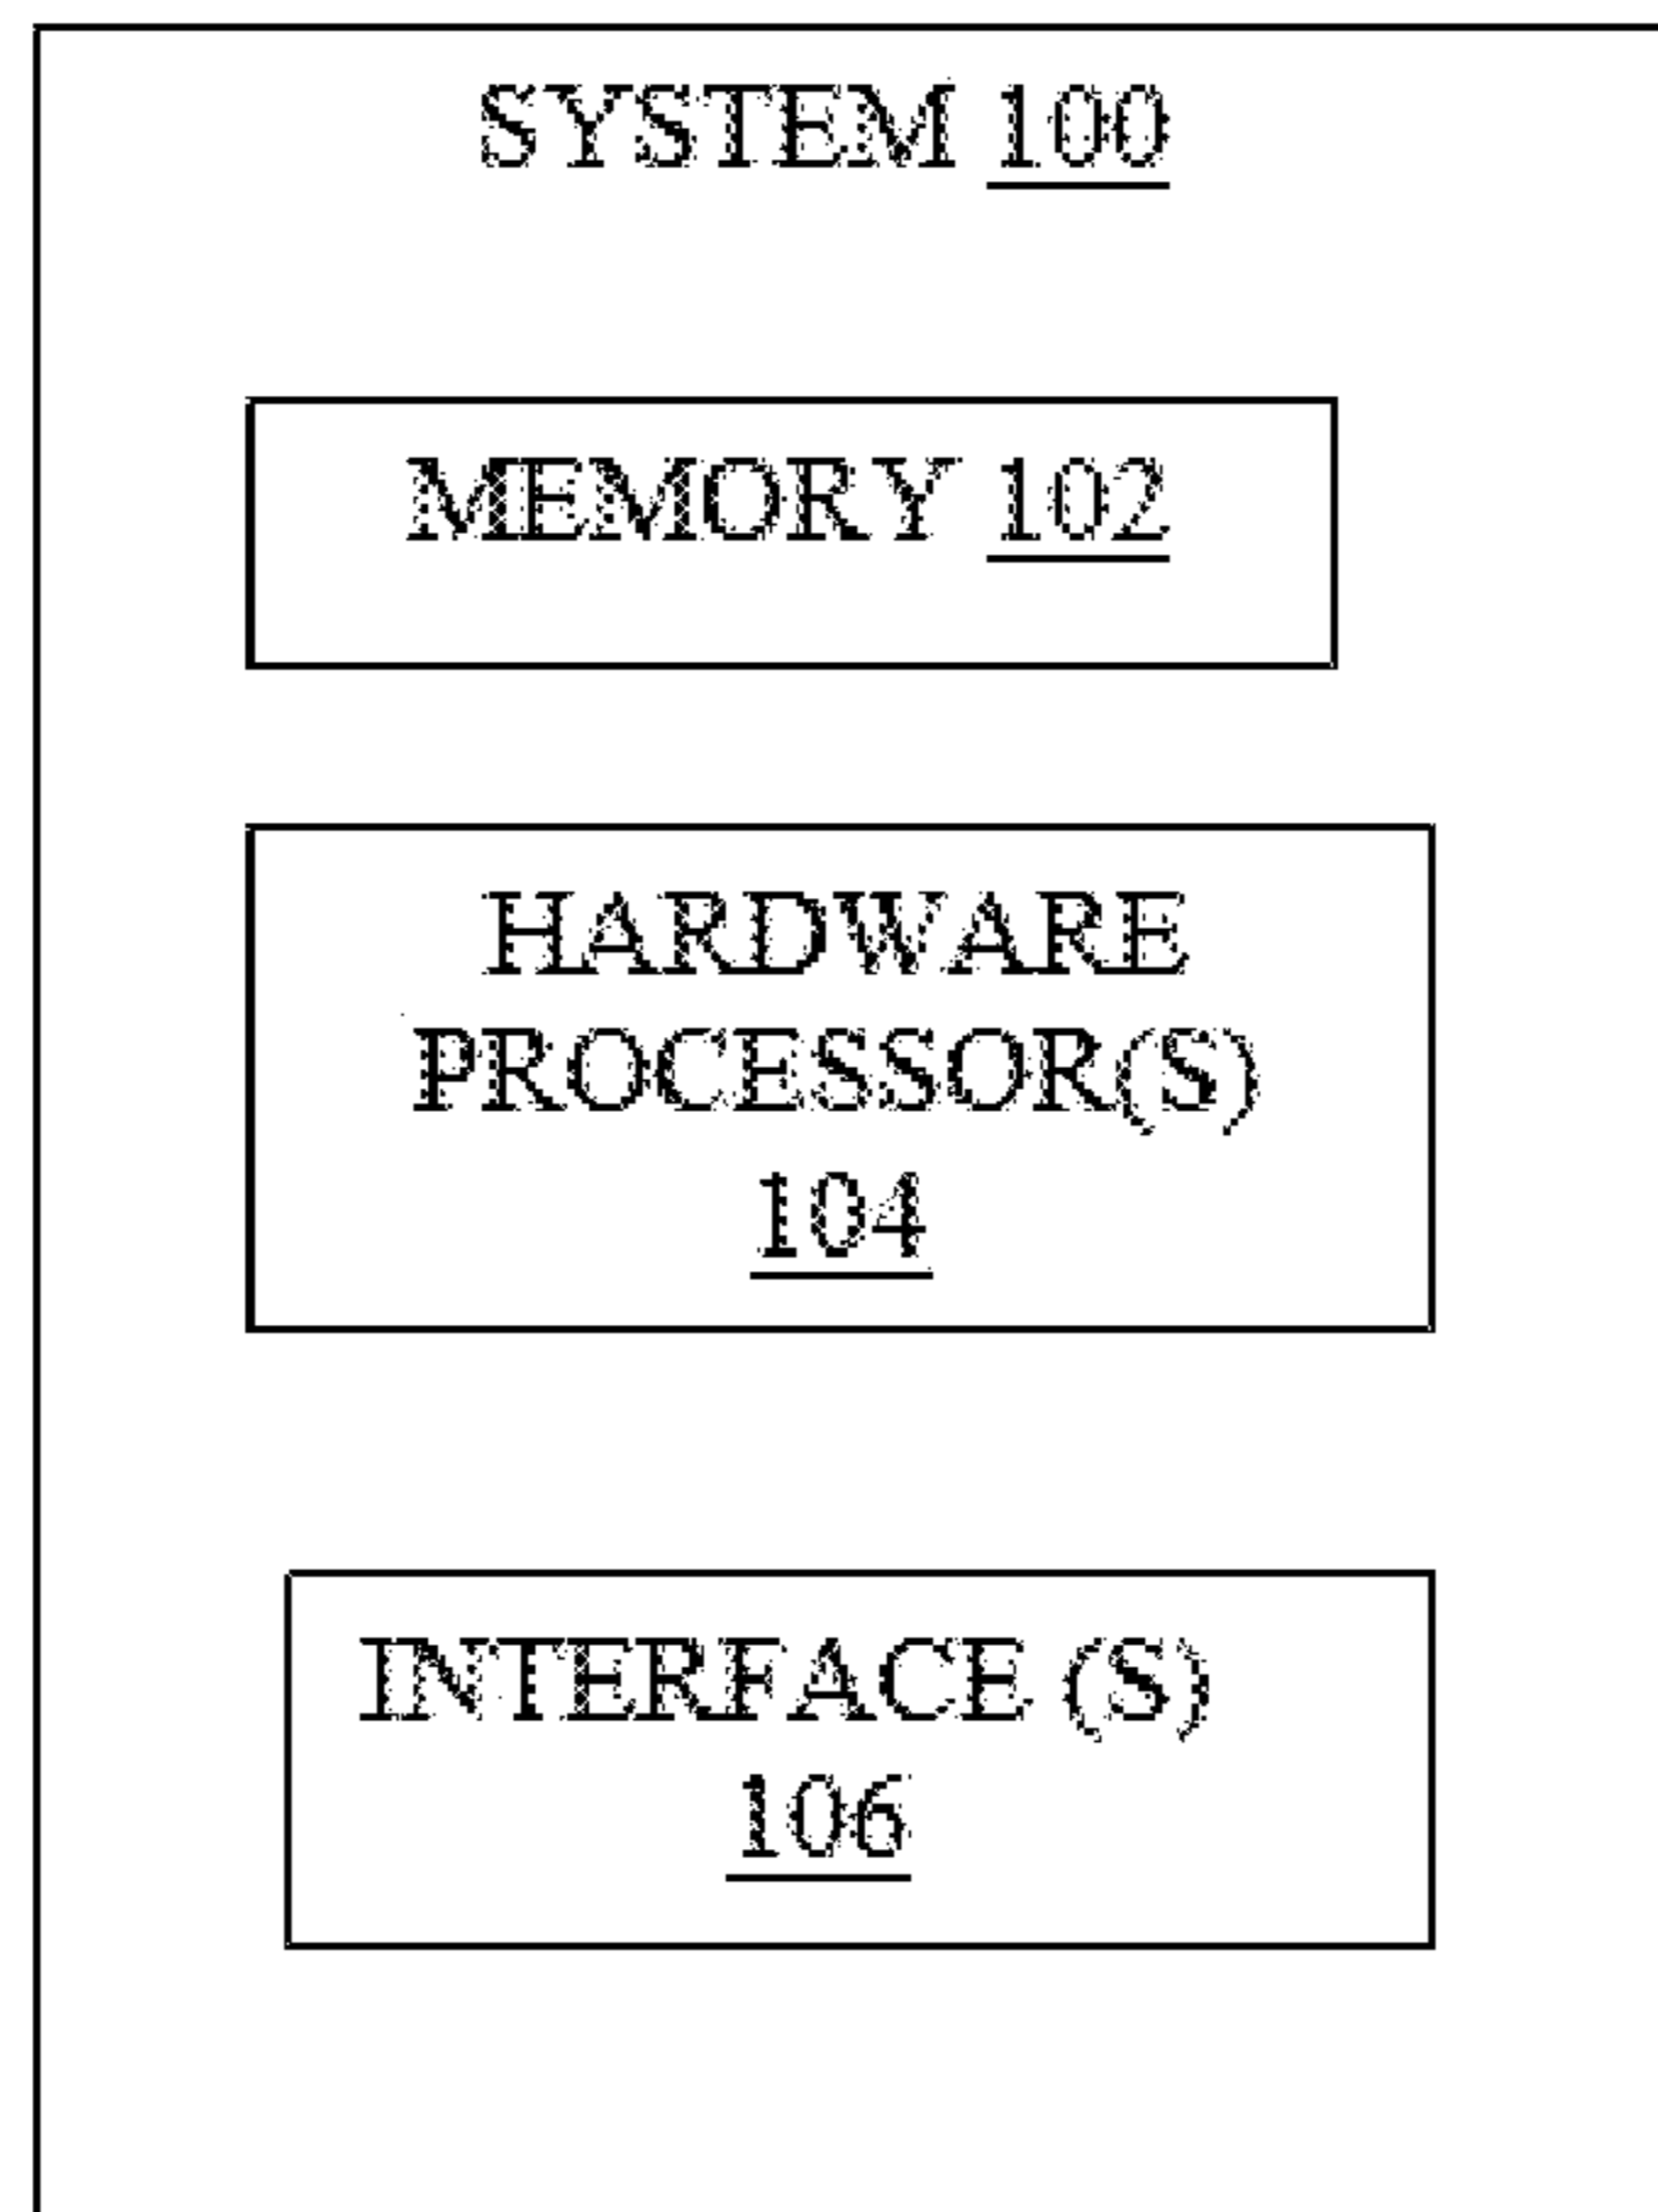 SYSTEM 100
MEMORY 102
HARDWARE
PROCESSOR(S)
104
INTERFACE (S)
106